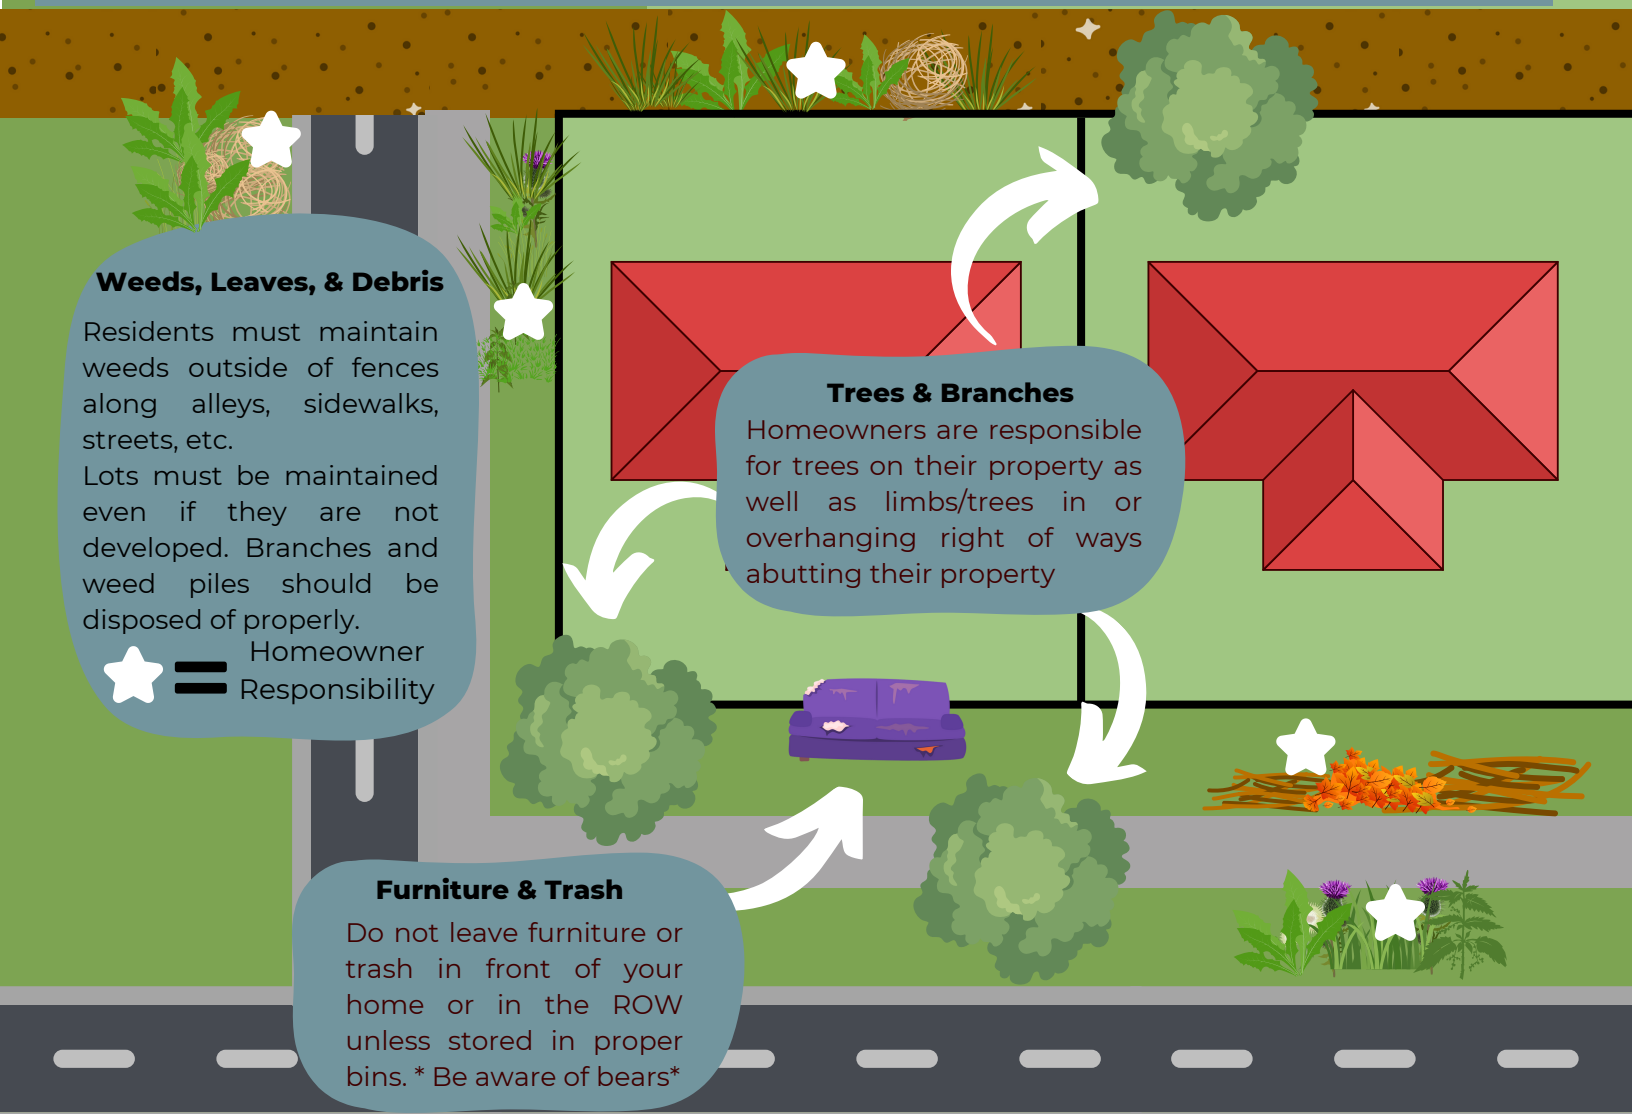 Weeds, Leaves, & Debris
Residents must maintain
weeds outside of fences
along alleys, sidewalks,
streets, etc.
Lots must be maintained
even if they are not
developed. Branches and
weed piles should be
disposed of properly.
Homeowner
Responsibility
Trees & Branches
Homeowners are responsible
for trees on their property as
well as limbs/trees in or
overhanging right of ways
abutting their property
Furniture & Trash
Do not leave furniture or
trash in front of your
home or in the ROW
unless stored in proper
bins. * Be aware of bears*